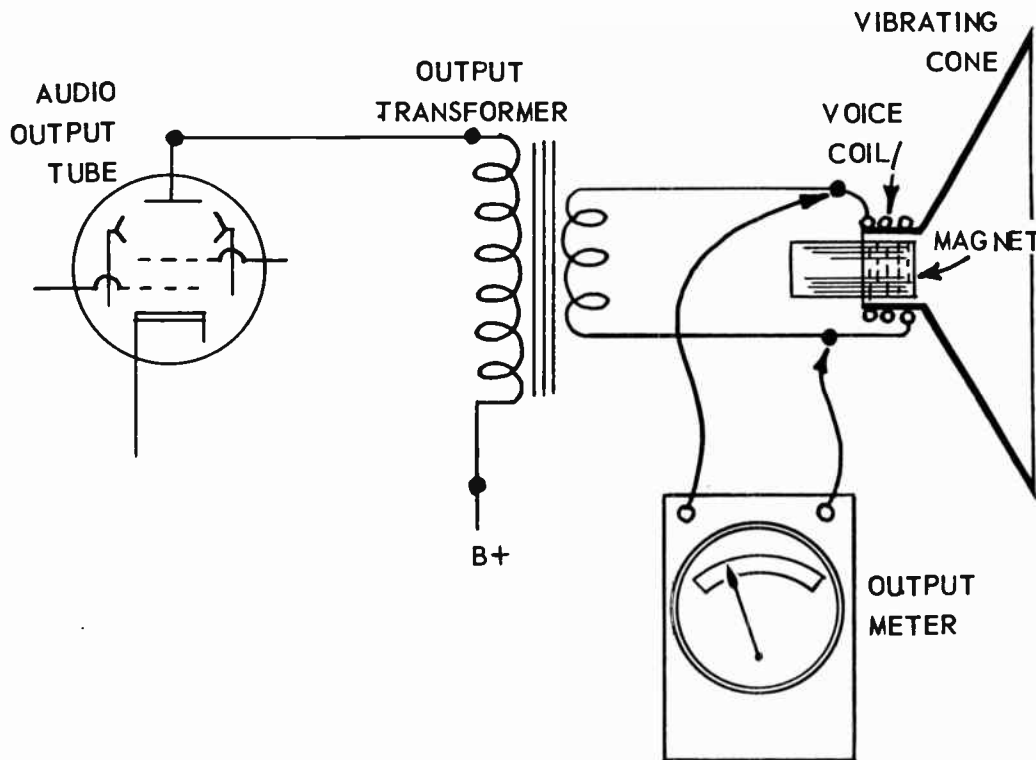 VIBRATING
CONE
OUTPUT
TRANSFORMER
AUDIO
OUTPUT
TUBE
VOICE
COIL
MAGNET
B+
OUTPUT
METER